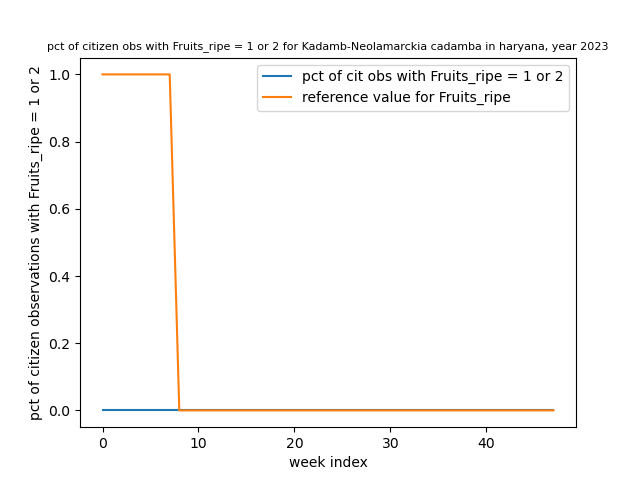 pct of citizen obs with Fruits_ripe = 1 or 2 for Kadamb-Neolamarckia cadamba in haryana, year 2023
pct of cit obs with Fruits_ripe = 1 or 2
reference value for Fruits_ripe
pct of citizen observations with Fruits_ripe = 1 or 2
1.0
0.8
0.6
0.4
0.2
0.0
0 10 20 30 40
week index